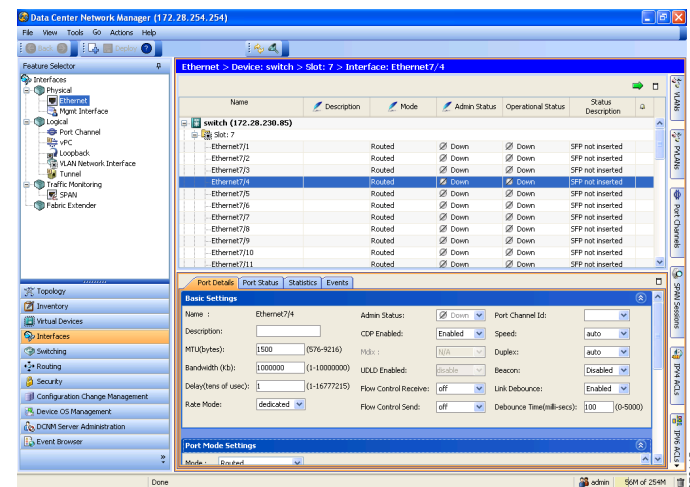 Data Center Network Manager (172.28.254.254)
File View Tools Go Actions Help
Back Deploy
Feature Selector
Interfaces
Physical
Ethernet
Mgmt Interface
Logical
Port Channel
vPC
Loopback
VLAN Network Interface
Tunnel
Traffic Monitoring
SPAN
Fabric Extender
Topology
Inventory
Virtual Devices
Interfaces
Switching
Routing
Security
Configuration Change Management
Device OS Management
DCNM Server Administration
Event Browser
Ethernet > Device: switch > Slot: 7 > Interface: Ethernet7/4
Name Description Mode Admin Status Operational Status Status Description
switch (172.28.230.85)
Slot: 7
Ethernet7/1 Routed Down Down SFP not inserted
Ethernet7/2 Routed Down Down SFP not inserted
Ethernet7/3 Routed Down Down SFP not inserted
Ethernet7/4 Routed Down Down SFP not inserted
Ethernet7/5 Routed Down Down SFP not inserted
Ethernet7/6 Routed Down Down SFP not inserted
Ethernet7/7 Routed Down Down SFP not inserted
Ethernet7/8 Routed Down Down SFP not inserted
Ethernet7/9 Routed Down Down SFP not inserted
Ethernet7/10 Routed Down Down SFP not inserted
Ethernet7/11 Routed Down Down SFP not inserted
Port Details Port Status Statistics Events
Basic Settings
Name : Ethernet7/4 Admin Status: Down Port Channel Id:
Description: CDP Enabled: Enabled Speed: auto
MTU(bytes): 1500 (576-9216) Mdix : N/A Duplex: auto
Bandwidth (Kb): 1000000 (1-10000000) UDLD Enabled: disable Beacon: Disabled
Delay(tens of usec): 1 (1-16777215) Flow Control Receive: off Link Debounce: Enabled
Rate Mode: dedicated Flow Control Send: off Debounce Time(milli-secs): 100 (0-5000)
Port Mode Settings
Mode : Routed
VLANs
PVLANs
Port Channels
SPAN Sessions
IPV4 ACLs
IPV6 ACLs
Done admin 56M of 254M